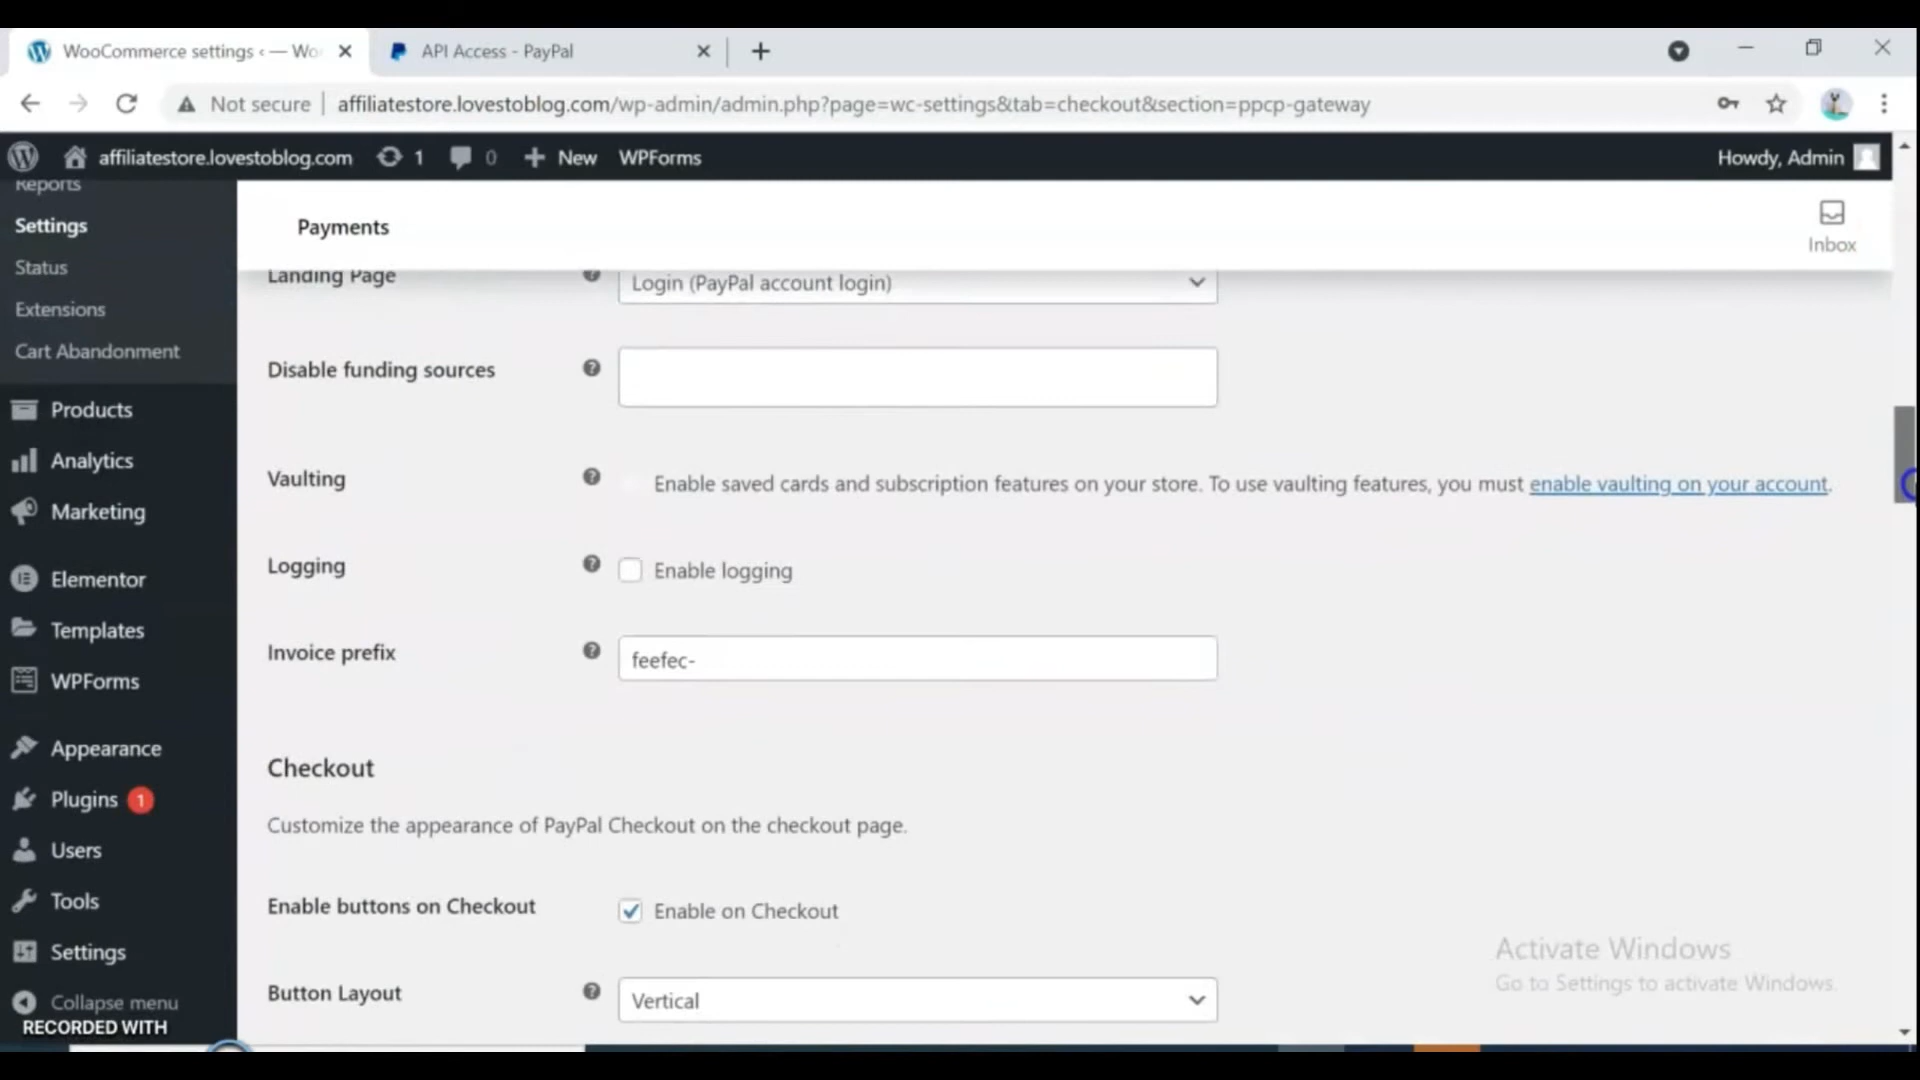 WooCommerce settings ‹ — Wo
API Access - PayPal
Not secure
affiliatestore.lovestoblog.com/wp-admin/admin.php?page=wc-settings&tab=checkout&section=ppcp-gateway
affiliatestore.lovestoblog.com
1
0
New
WPForms
Howdy, Admin
Reports
Settings
Status
Extensions
Cart Abandonment
Products
Analytics
Marketing
Elementor
Templates
WPForms
Appearance
Plugins 1
Users
Tools
Settings
Collapse menu
RECORDED WITH
Payments
Inbox
Landing Page
Login (PayPal account login)
Disable funding sources
Vaulting
Enable saved cards and subscription features on your store. To use vaulting features, you must enable vaulting on your account.
Logging
Enable logging
Invoice prefix
feefec-
Checkout
Customize the appearance of PayPal Checkout on the checkout page.
Enable buttons on Checkout
Enable on Checkout
Button Layout
Vertical
Activate Windows
Go to Settings to activate Windows.